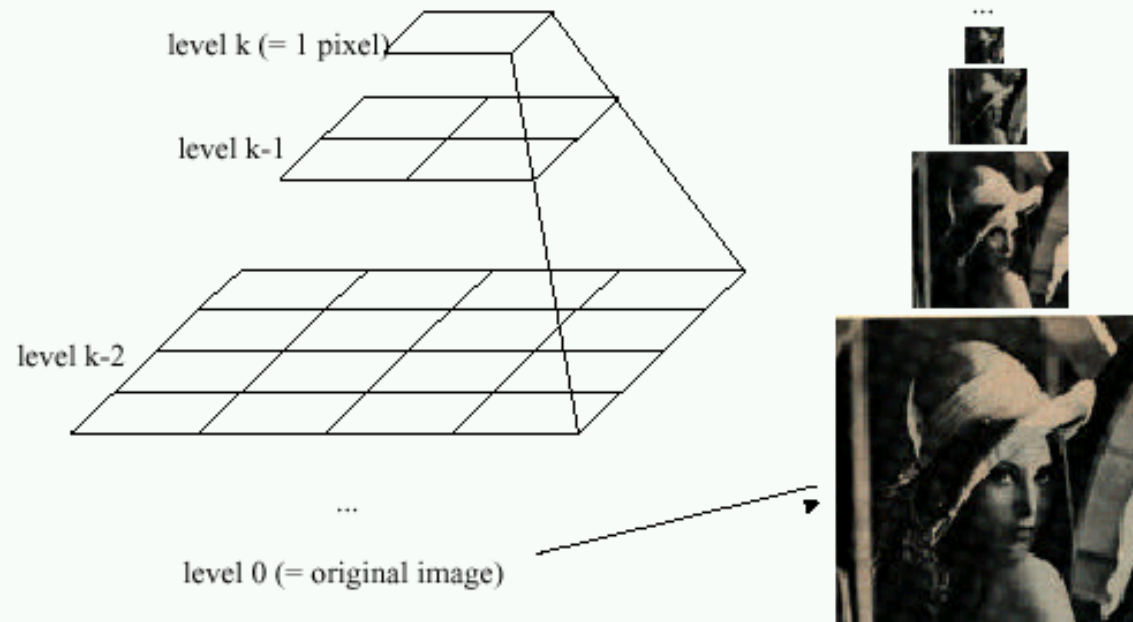 ...
level k (= 1 pixel)
level k-1
level k-2
...
level 0 (= original image)